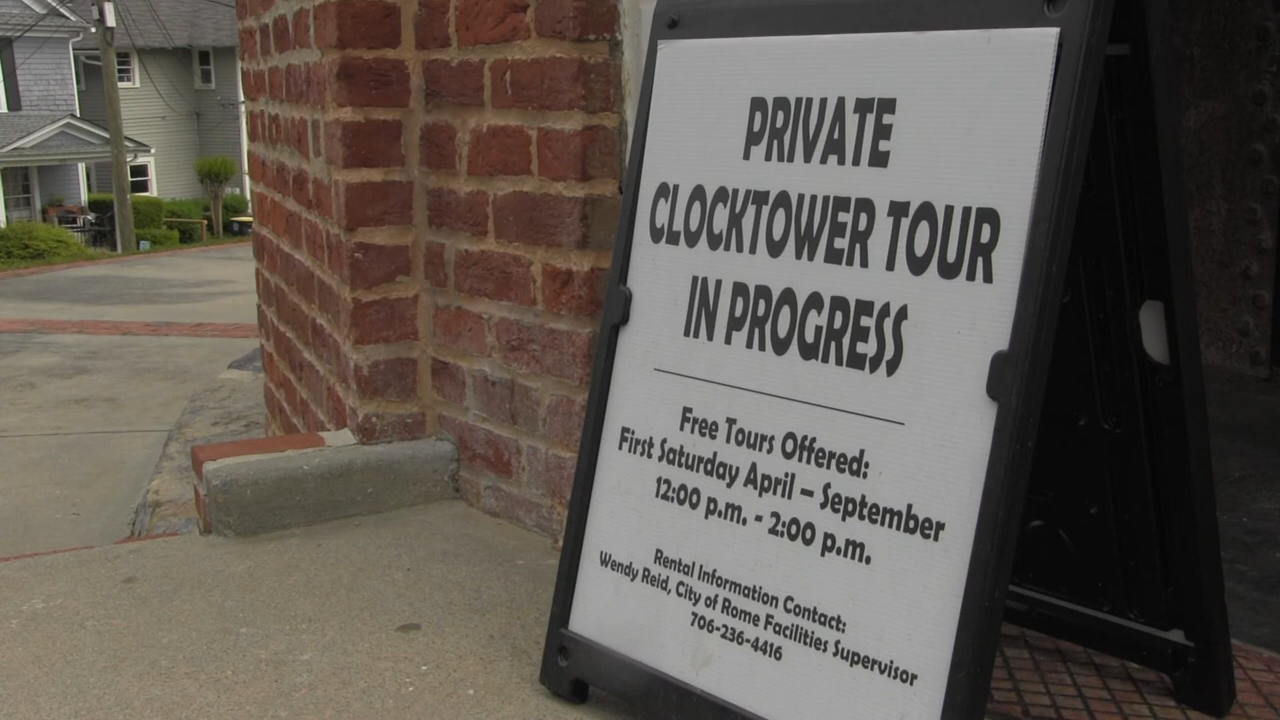 PRIVATE
CLOCKTOWER TOUR
IN PROGRESS
Free Tours Offered:
First Saturday April – September
12:00 p.m. - 2:00 p.m.
Rental Information Contact:
Wendy Reid, City of Rome Facilities Supervisor
706-236-4416